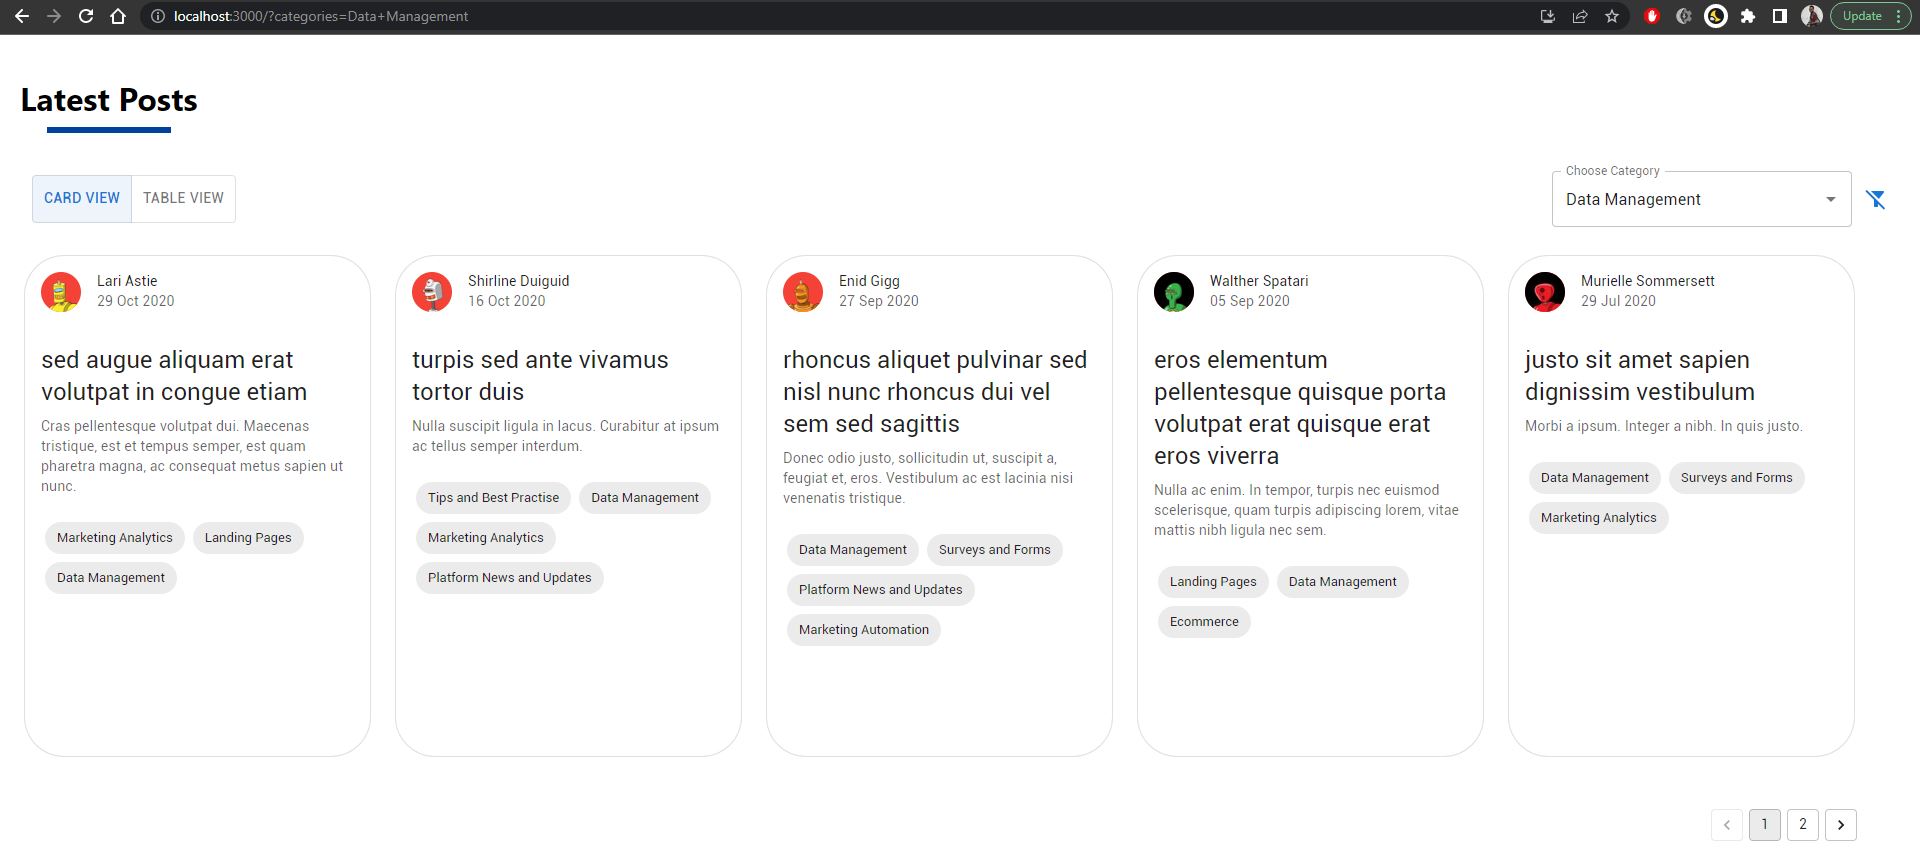 localhost:3000/?categories=Data+Management
Update
Latest Posts
CARD VIEW
TABLE VIEW
Choose Category
Data Management
Lari Astie
29 Oct 2020
sed augue aliquam erat
volutpat in congue etiam
Cras pellentesque volutpat dui. Maecenas
tristique, est et tempus semper, est quam
pharetra magna, ac consequat metus sapien ut
nunc.
Marketing Analytics
Landing Pages
Data Management
Shirline Duiguid
16 Oct 2020
turpis sed ante vivamus
tortor duis
Nulla suscipit ligula in lacus. Curabitur at ipsum
ac tellus semper interdum.
Tips and Best Practise
Data Management
Marketing Analytics
Platform News and Updates
Enid Gigg
27 Sep 2020
rhoncus aliquet pulvinar sed
nisl nunc rhoncus dui vel
sem sed sagittis
Donec odio justo, sollicitudin ut, suscipit a,
feugiat et, eros. Vestibulum ac est lacinia nisi
venenatis tristique.
Data Management
Surveys and Forms
Platform News and Updates
Marketing Automation
Walther Spatari
05 Sep 2020
eros elementum
pellentesque quisque porta
volutpat erat quisque erat
eros viverra
Nulla ac enim. In tempor, turpis nec euismod
scelerisque, quam turpis adipiscing lorem, vitae
mattis nibh ligula nec sem.
Landing Pages
Data Management
Ecommerce
Murielle Sommersett
29 Jul 2020
justo sit amet sapien
dignissim vestibulum
Morbi a ipsum. Integer a nibh. In quis justo.
Data Management
Surveys and Forms
Marketing Analytics
1
2